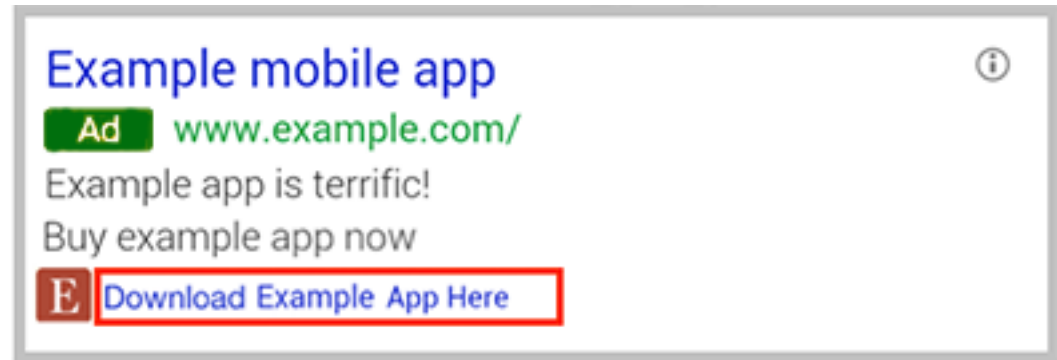 Example mobile app
Ad www.example.com/
Example app is terrific!
Buy example app now
E Download Example App Here